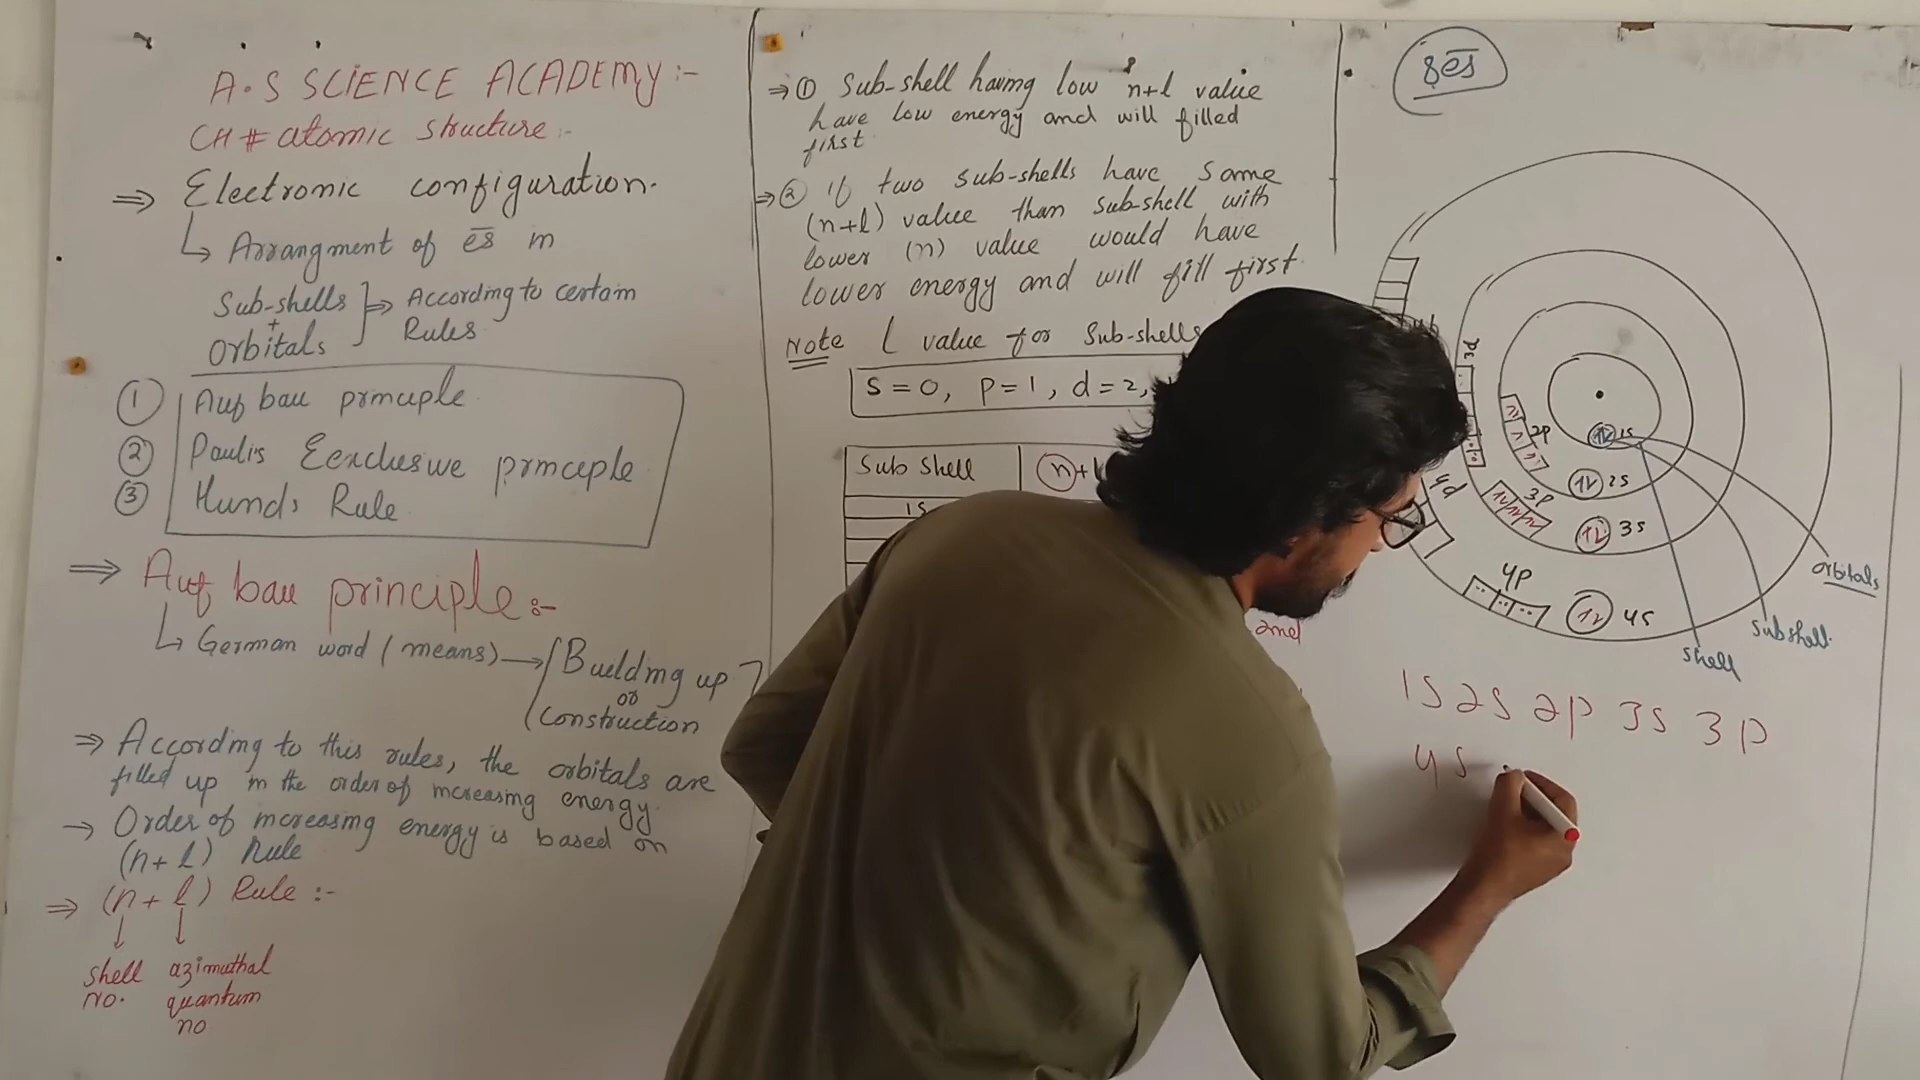 A.S SCIENCE ACADEMY:-
CH# atomic structure:-
⇒ Electronic configuration.
↳ Arrangment of ēs in
Sub-shells
+
Orbitals
⇒ According to certain
Rules
① Auf bau principle
② Pauli's Eexclusive principle
③ Hunds Rule
⇒ Auf bau principle:-
↳ German word (means) → (Building up
or
(construction
⇒ According to this rules, the orbitals are
filled up in the order of increasing energy.
→ Order of increasing energy is based on
(n+l) Rule
⇒ (n+l) Rule:-
↓ ↓
shell azimuthal
no. quantum
no
⇒ ① Sub-shell having low n+l value
have low energy and will filled
first
⇒ ② if two sub-shells have same
(n+l) value than sub-shell with
lower (n) value would have
lower energy and will fill first.
Note l value for Sub-shells
S=0, p=1, d=2,
Sub Shell
n+l
1s
and
8ēs
3d
2p
1s
2s
3p
3s
4d
4p
4s
orbitals
subshell
shell
1s 2s 2p 3s 3p
4s